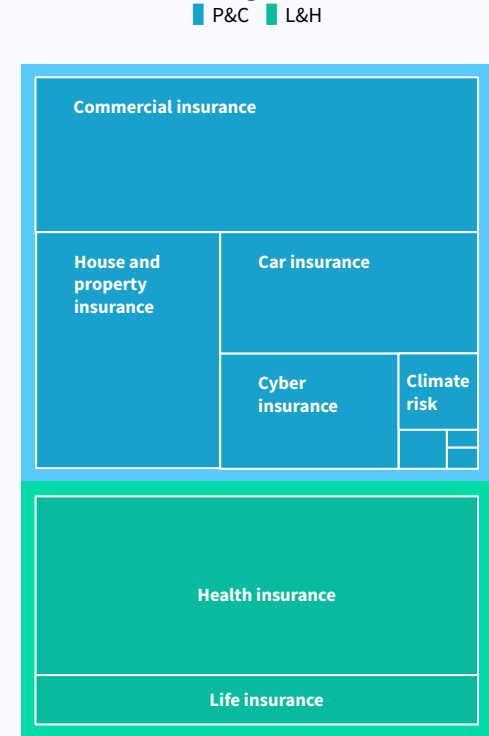 P&C L&H
Commercial insurance
House and
property
insurance
Car insurance
Cyber
insurance
Climate
risk
Health insurance
Life insurance